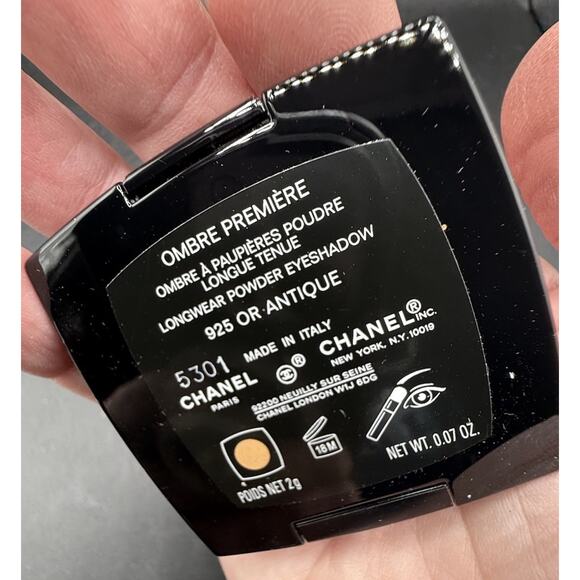 OMBRE PREMIÈRE
OMBRE À PAUPIÈRES POUDRE
LONGUE TENUE
LONGWEAR POWDER EYESHADOW
925 OR ANTIQUE
5301 MADE IN ITALY
CHANEL ® CHANEL® INC.
PARIS NEW YORK, N.Y. 10019
92200 NEUILLY SUR SEINE
CHANEL LONDON W1J 6DG
18 M
POIDS NET 2g NET WT. 0.07 OZ.